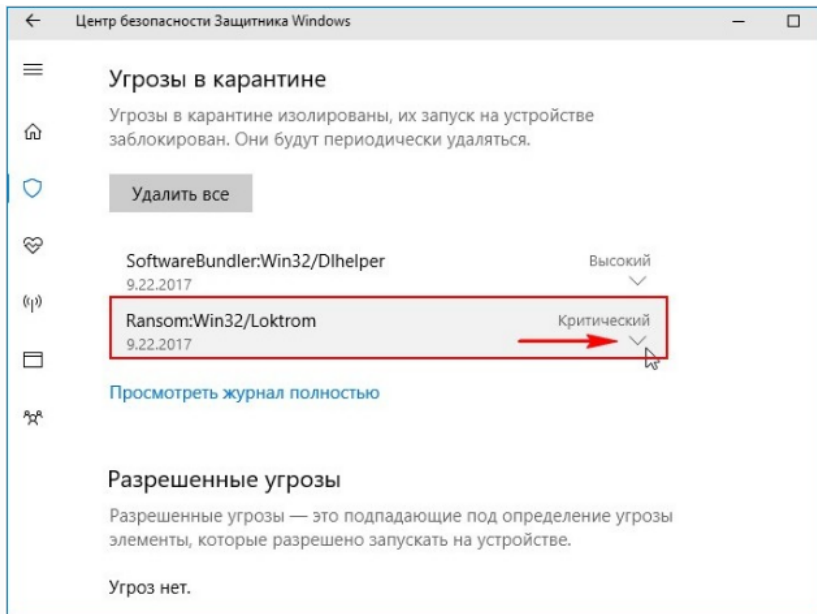 Центр безопасности Защитника Windows
Угрозы в карантине
Угрозы в карантине изолированы, их запуск на устройстве
заблокирован. Они будут периодически удаляться.
Удалить все
SoftwareBundler:Win32/Dlhelper
Высокий
9.22.2017
Ransom:Win32/Loktrom
Критический
9.22.2017
Просмотреть журнал полностью
Разрешенные угрозы
Разрешенные угрозы — это подпадающие под определение угрозы
элементы, которые разрешено запускать на устройстве.
Угроз нет.